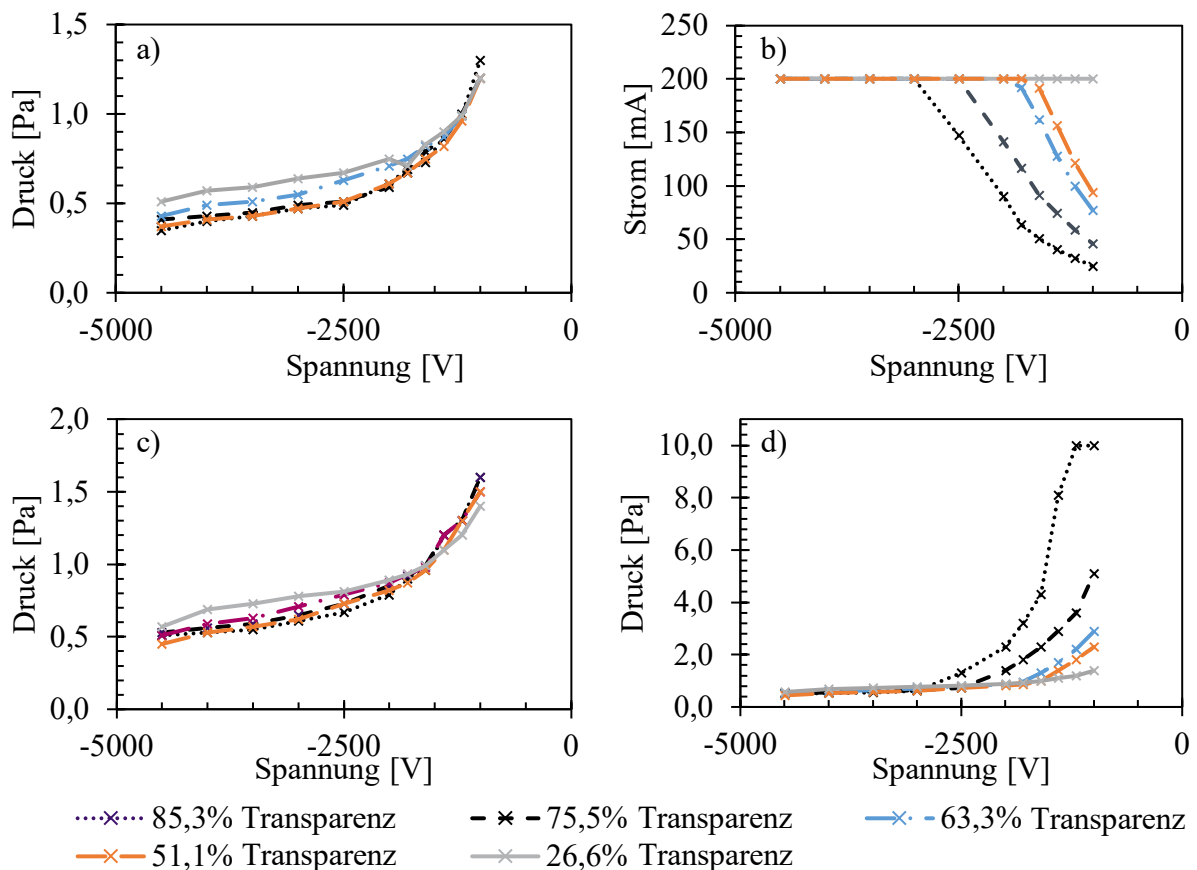 a)
Druck [Pa]
1,5
1,0
0,5
0,0
-5000 -2500 0
Spannung [V]
b)
Strom [mA]
250
200
150
100
50
0
-5000 -2500 0
Spannung [V]
c)
Druck [Pa]
2,0
1,5
1,0
0,5
0,0
-5000 -2500 0
Spannung [V]
d)
Druck [Pa]
10,0
8,0
6,0
4,0
2,0
0,0
-5000 -2500 0
Spannung [V]
85,3% Transparenz 75,5% Transparenz 63,3% Transparenz
51,1% Transparenz 26,6% Transparenz